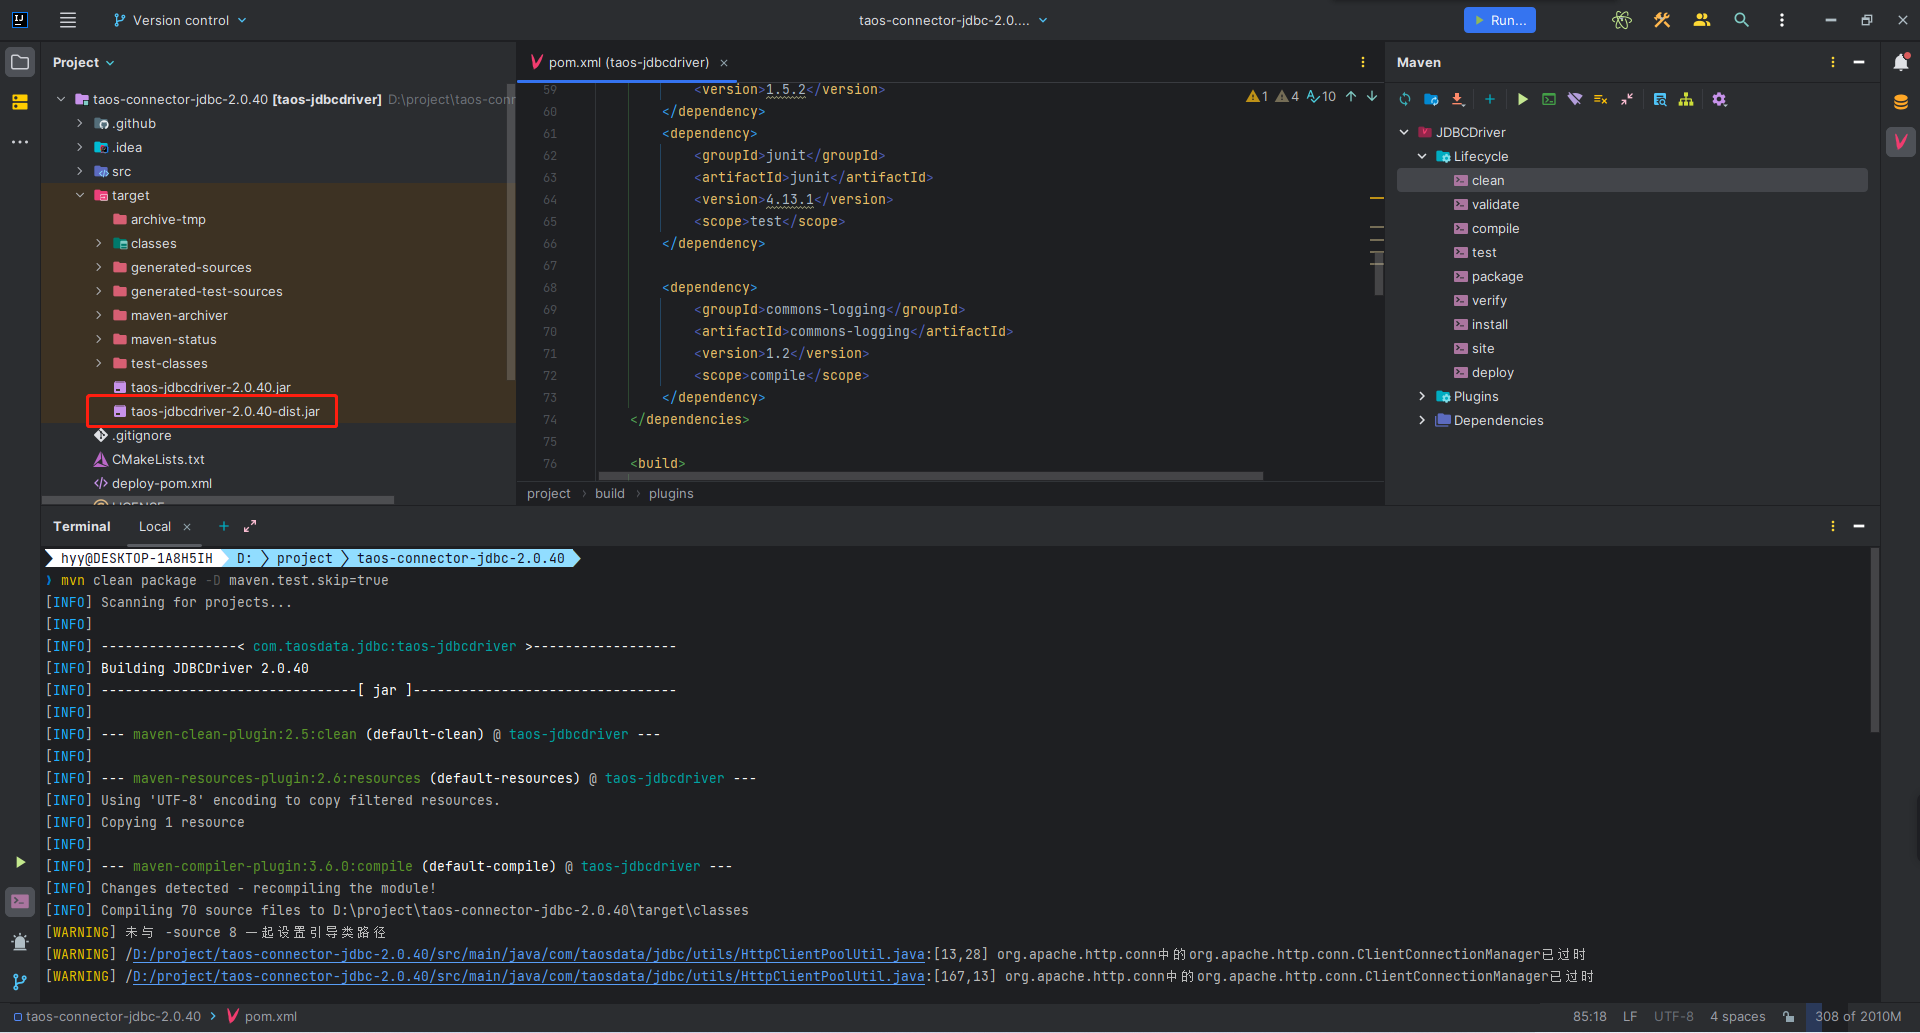 Version control
taos-connector-jdbc-2.0....
Run...
Project
taos-connector-jdbc-2.0.40 [taos-jdbcdriver] D:\project\taos-conr
.github
.idea
src
target
archive-tmp
classes
generated-sources
generated-test-sources
maven-archiver
maven-status
test-classes
taos-jdbcdriver-2.0.40.jar
taos-jdbcdriver-2.0.40-dist.jar
.gitignore
CMakeLists.txt
deploy-pom.xml
pom.xml (taos-jdbcdriver)
1 4 10
59 <version>1.5.2</version>
60 </dependency>
61 <dependency>
62 <groupId>junit</groupId>
63 <artifactId>junit</artifactId>
64 <version>4.13.1</version>
65 <scope>test</scope>
66 </dependency>
67
68 <dependency>
69 <groupId>commons-logging</groupId>
70 <artifactId>commons-logging</artifactId>
71 <version>1.2</version>
72 <scope>compile</scope>
73 </dependency>
74 </dependencies>
75
76 <build>
project > build > plugins
Maven
JDBCDriver
Lifecycle
clean
validate
compile
test
package
verify
install
site
deploy
Plugins
Dependencies
Terminal Local
hyy@DESKTOP-1A8H5IH D: project taos-connector-jdbc-2.0.40
mvn clean package -D maven.test.skip=true
[INFO] Scanning for projects...
[INFO]
[INFO] -----------------< com.taosdata.jdbc:taos-jdbcdriver >------------------
[INFO] Building JDBCDriver 2.0.40
[INFO] --------------------------------[ jar ]---------------------------------
[INFO]
[INFO] --- maven-clean-plugin:2.5:clean (default-clean) @ taos-jdbcdriver ---
[INFO]
[INFO] --- maven-resources-plugin:2.6:resources (default-resources) @ taos-jdbcdriver ---
[INFO] Using 'UTF-8' encoding to copy filtered resources.
[INFO] Copying 1 resource
[INFO]
[INFO] --- maven-compiler-plugin:3.6.0:compile (default-compile) @ taos-jdbcdriver ---
[INFO] Changes detected - recompiling the module!
[INFO] Compiling 70 source files to D:\project\taos-connector-jdbc-2.0.40\target\classes
[WARNING] 未与 -source 8 一起设置引导类路径
[WARNING] /D:/project/taos-connector-jdbc-2.0.40/src/main/java/com/taosdata/jdbc/utils/HttpClientPoolUtil.java:[13,28] org.apache.http.conn中的org.apache.http.conn.ClientConnectionManager已过时
[WARNING] /D:/project/taos-connector-jdbc-2.0.40/src/main/java/com/taosdata/jdbc/utils/HttpClientPoolUtil.java:[167,13] org.apache.http.conn中的org.apache.http.conn.ClientConnectionManager已过时
taos-connector-jdbc-2.0.40 > pom.xml
85:18 LF UTF-8 4 spaces 308 of 2010M